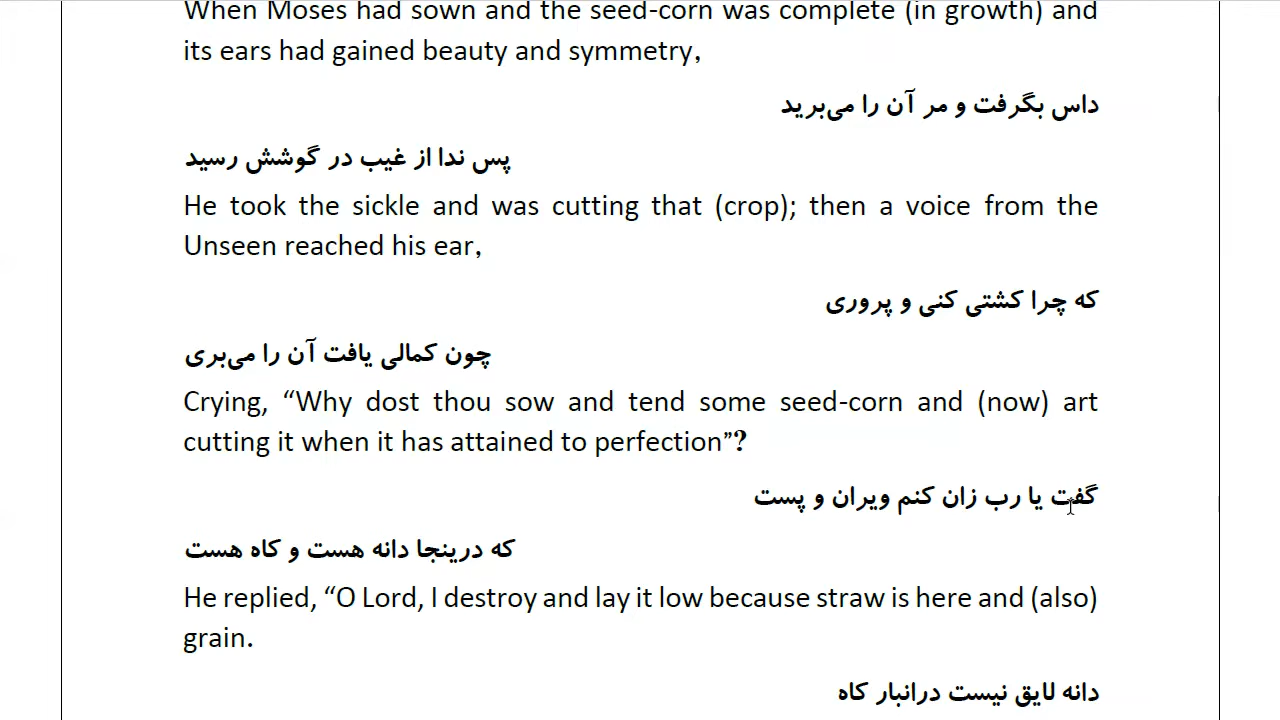 When Moses had sown and the seed-corn was complete (in growth) and
its ears had gained beauty and symmetry,
داس بگرفت و مر آن را می‌برید
پس ندا از غیب در گوشش رسید
He took the sickle and was cutting that (crop); then a voice from the
Unseen reached his ear,
که چرا کشتی کنی و پروری
چون کمالی یافت آن را می‌بری
Crying, “Why dost thou sow and tend some seed-corn and (now) art
cutting it when it has attained to perfection”?
گفت یا رب زان کنم ویران و پست
که درینجا دانه هست و کاه هست
He replied, “O Lord, I destroy and lay it low because straw is here and (also)
grain.
دانه لایق نیست درانبار کاه